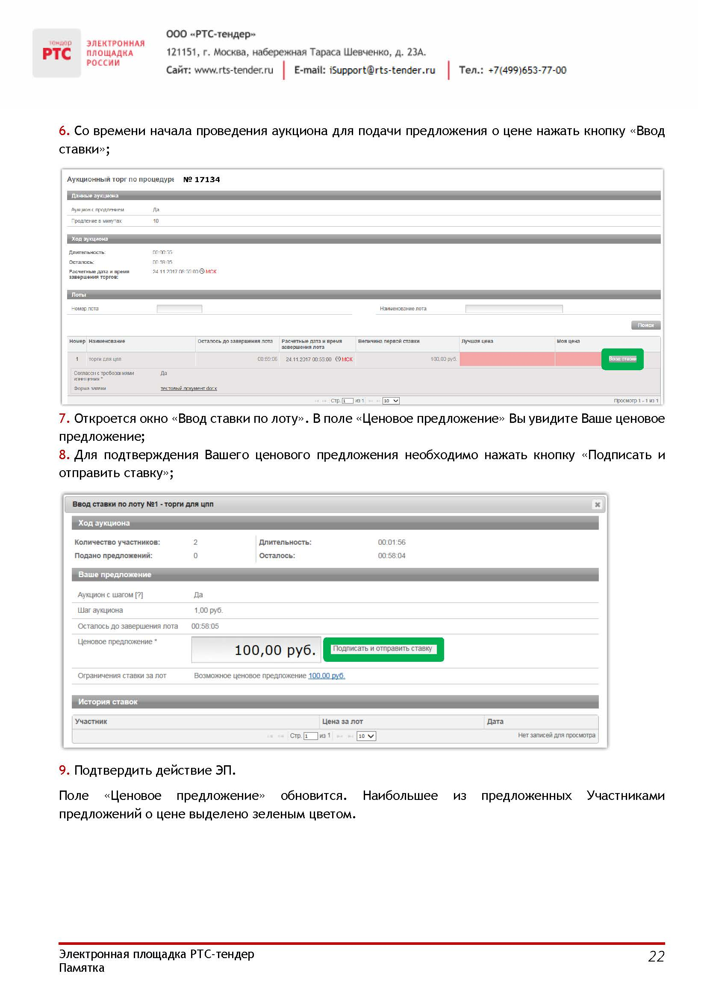 тендер
РТС
ЭЛЕКТРОННАЯ
ПЛОЩАДКА
РОССИИ
ООО «РТС-тендер»
121151, г. Москва, набережная Тараса Шевченко, д. 23А.
Сайт: www.rts-tender.ru E-mail: iSupport@rts-tender.ru Тел.: +7(499)653-77-00
6. Со времени начала проведения аукциона для подачи предложения о цене нажать кнопку «Ввод
ставки»;
Аукционный торг по процедуре № 17134
Данные аукциона
Аукцион с продлением Да
Продление в минутах 10
Ход аукциона
Длительность: 00:00:55
Осталось: 00:59:05
Расчетные дата и время 24.11.2017 08:55:00 МСК
завершения торгов:
Лоты
Номер лота Наименование лота
Поиск
Номер Наименование Осталось до завершения лота Расчетные дата и время Величина первой ставки Лучшая цена Моя цена
завершения лота
1 торги для цпп 00:59:06 24.11.2017 00:55:00 МСК 100,00 руб. Ввод ставки
Согласен с требованиями Да
извещения *
Форма заявки тестовый документ.docx
Стр. 1 из 1 10 Просмотр 1 - 1 из 1
7. Откроется окно «Ввод ставки по лоту». В поле «Ценовое предложение» Вы увидите Ваше ценовое
предложение;
8. Для подтверждения Вашего ценового предложения необходимо нажать кнопку «Подписать и
отправить ставку»;
Ввод ставки по лоту №1 - торги для цпп
Ход аукциона
Количество участников: 2 Длительность: 00:01:56
Подано предложений: 0 Осталось: 00:58:04
Ваше предложение
Аукцион с шагом [?] Да
Шаг аукциона 1,00 руб.
Осталось до завершения лота 00:58:05
Ценовое предложение * 100,00 руб. Подписать и отправить ставку
Ограничения ставки за лот Возможное ценовое предложение 100,00 руб.
История ставок
Участник Цена за лот Дата
Стр. 1 из 1 10 Нет записей для просмотра
9. Подтвердить действие ЭП.
Поле «Ценовое предложение» обновится. Наибольшее из предложенных Участниками
предложений о цене выделено зеленым цветом.
Электронная площадка РТС-тендер 22
Памятка